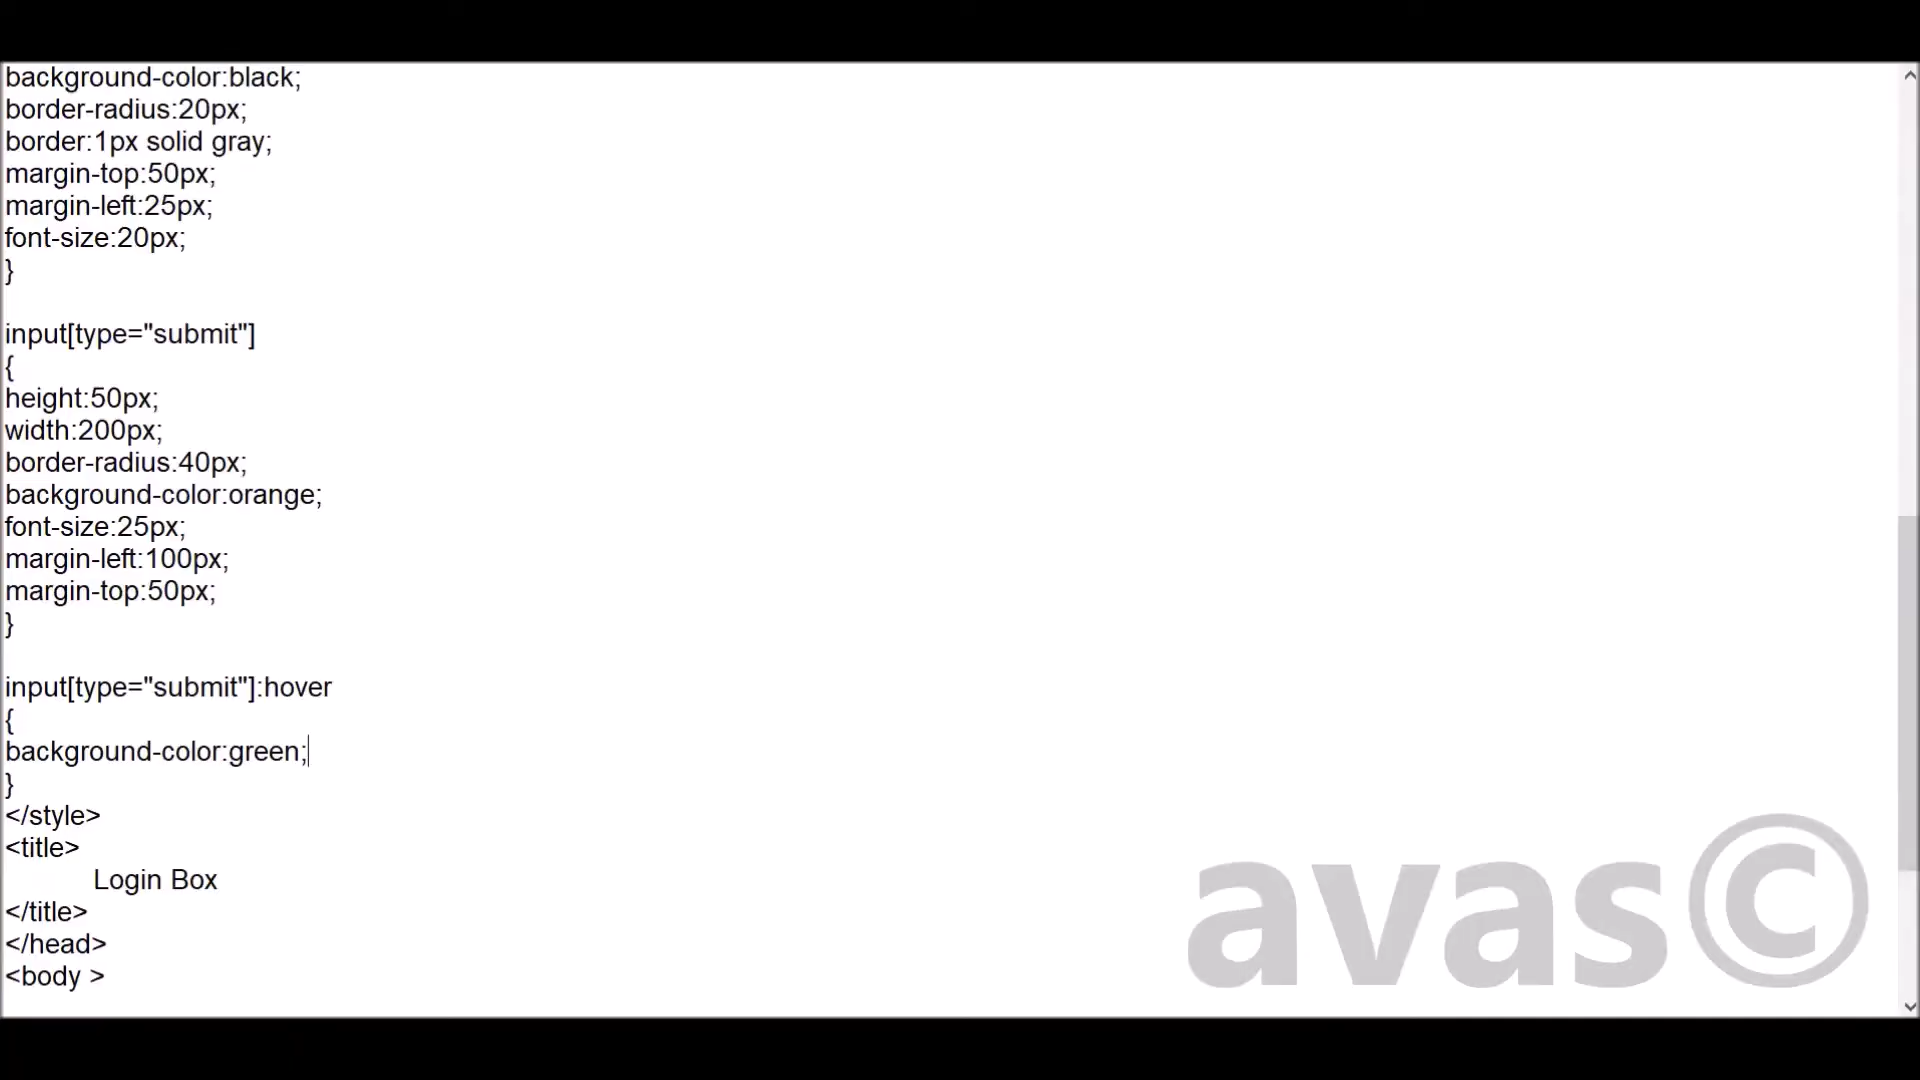 background-color:black;
border-radius:20px;
border:1px solid gray;
margin-top:50px;
margin-left:25px;
font-size:20px;
}
input[type="submit"]
{
height:50px;
width:200px;
border-radius:40px;
background-color:orange;
font-size:25px;
margin-left:100px;
margin-top:50px;
}
input[type="submit"]:hover
{
background-color:green;
}
</style>
<title>
Login Box
</title>
</head>
<body >
avas©